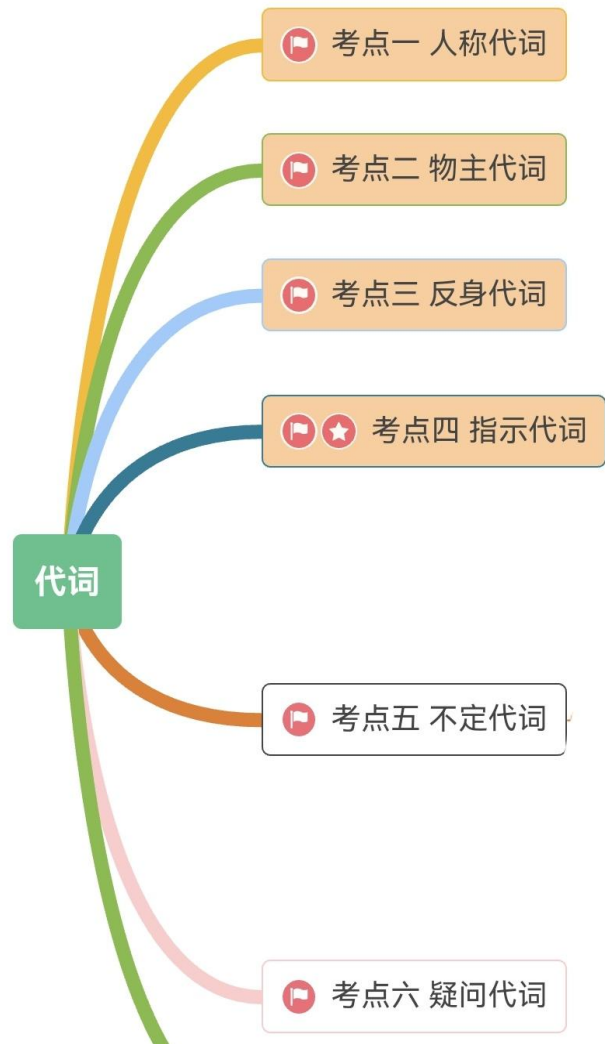 考点一 人称代词
考点二 物主代词
考点三 反身代词
考点四 指示代词
代词
考点五 不定代词
考点六 疑问代词